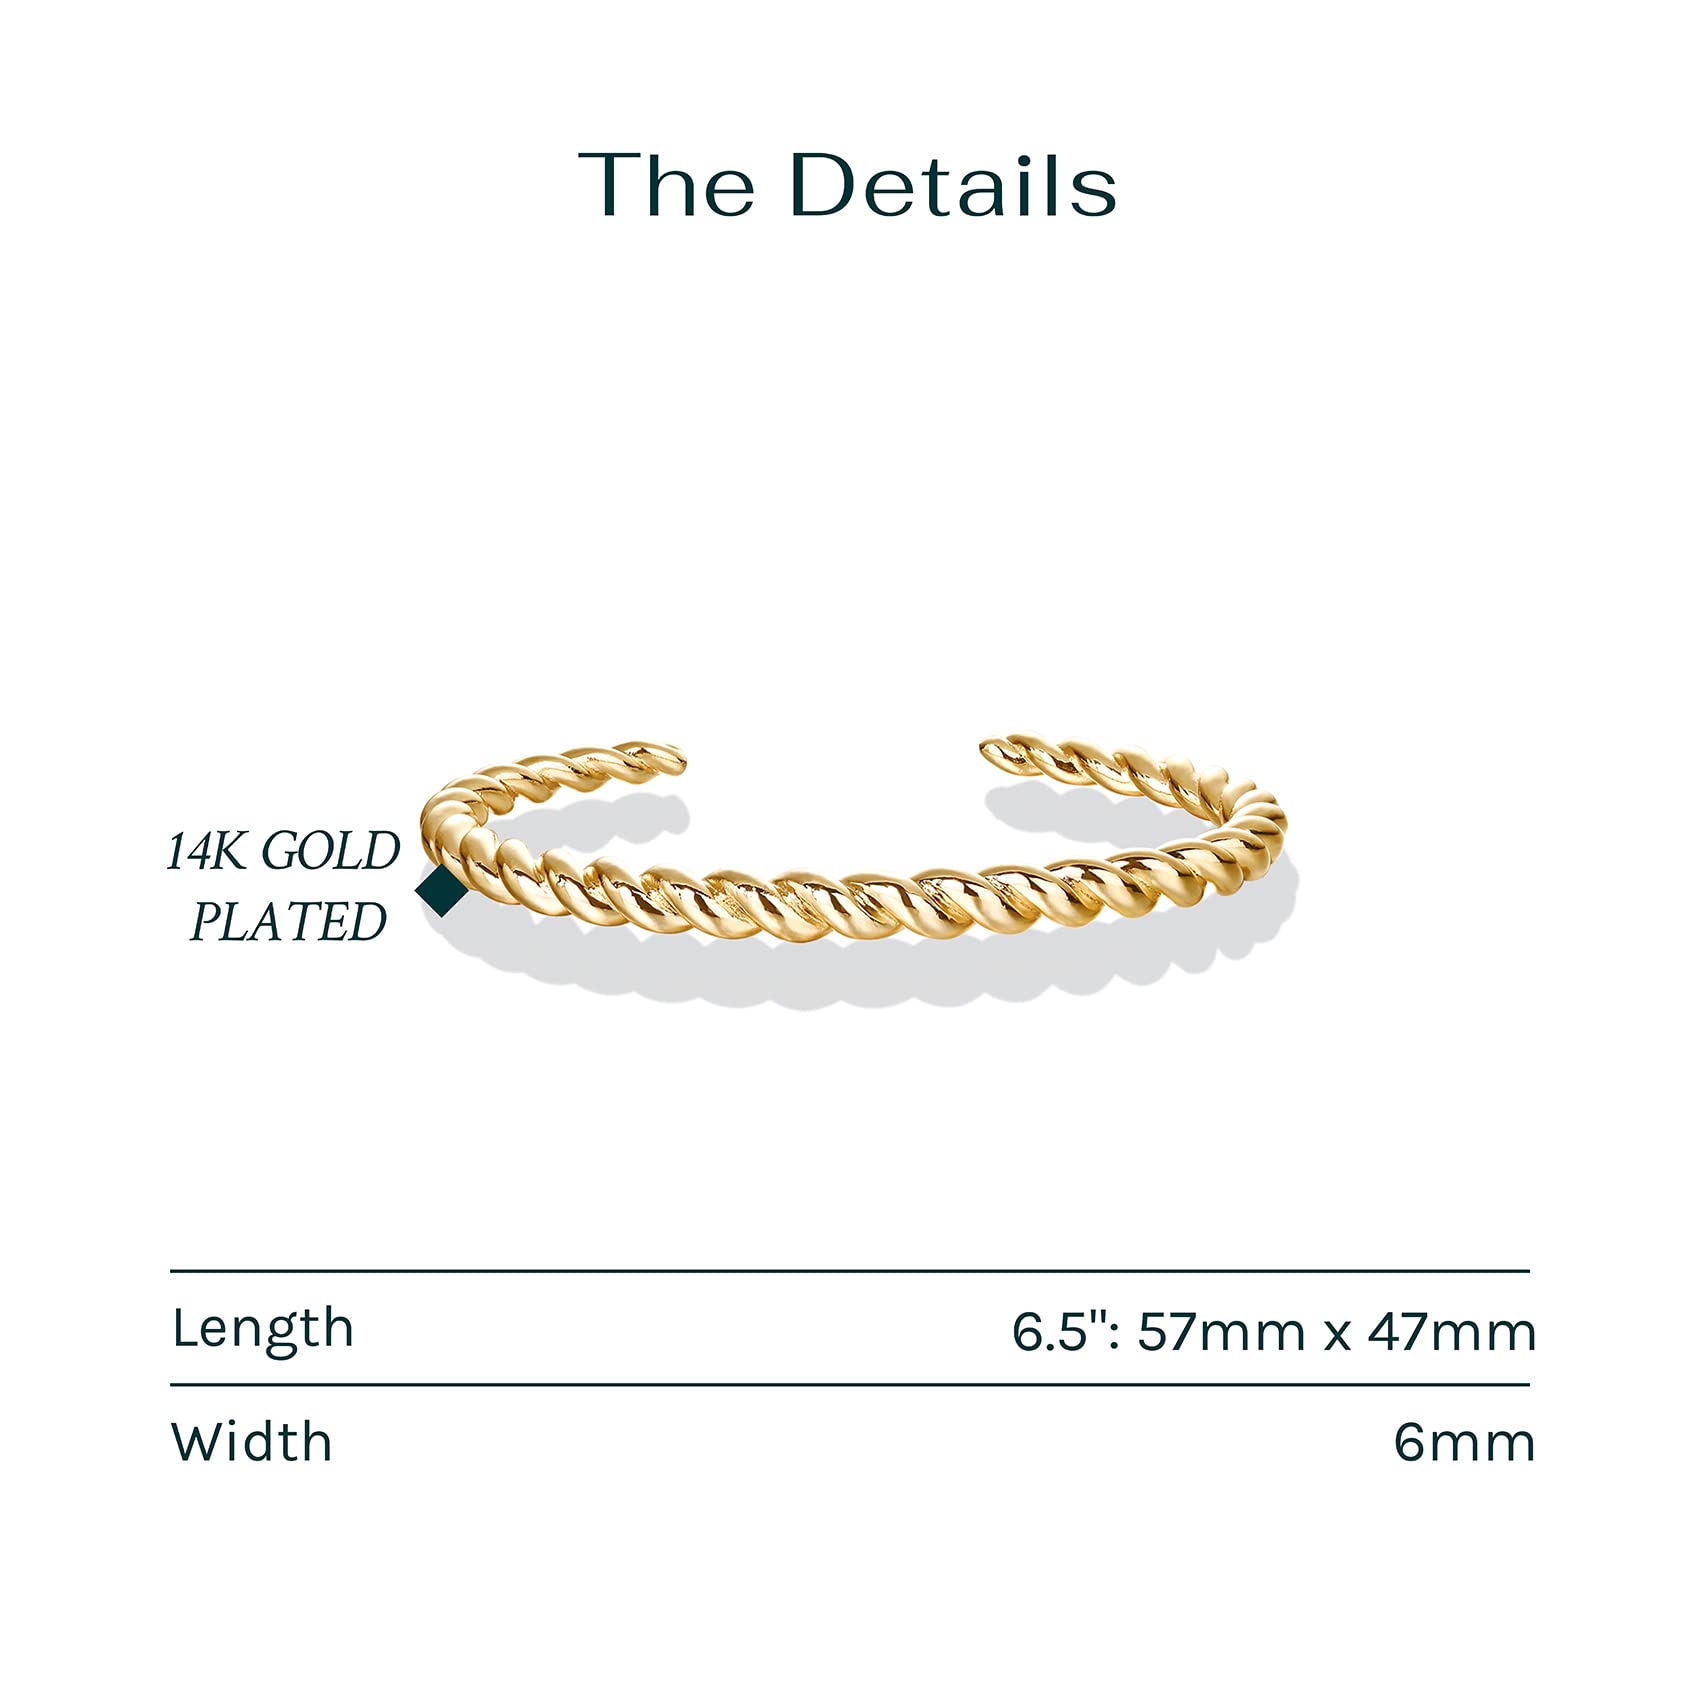 The Details
14K GOLD
PLATED
Length
6.5": 57mm x 47mm
Width
6mm